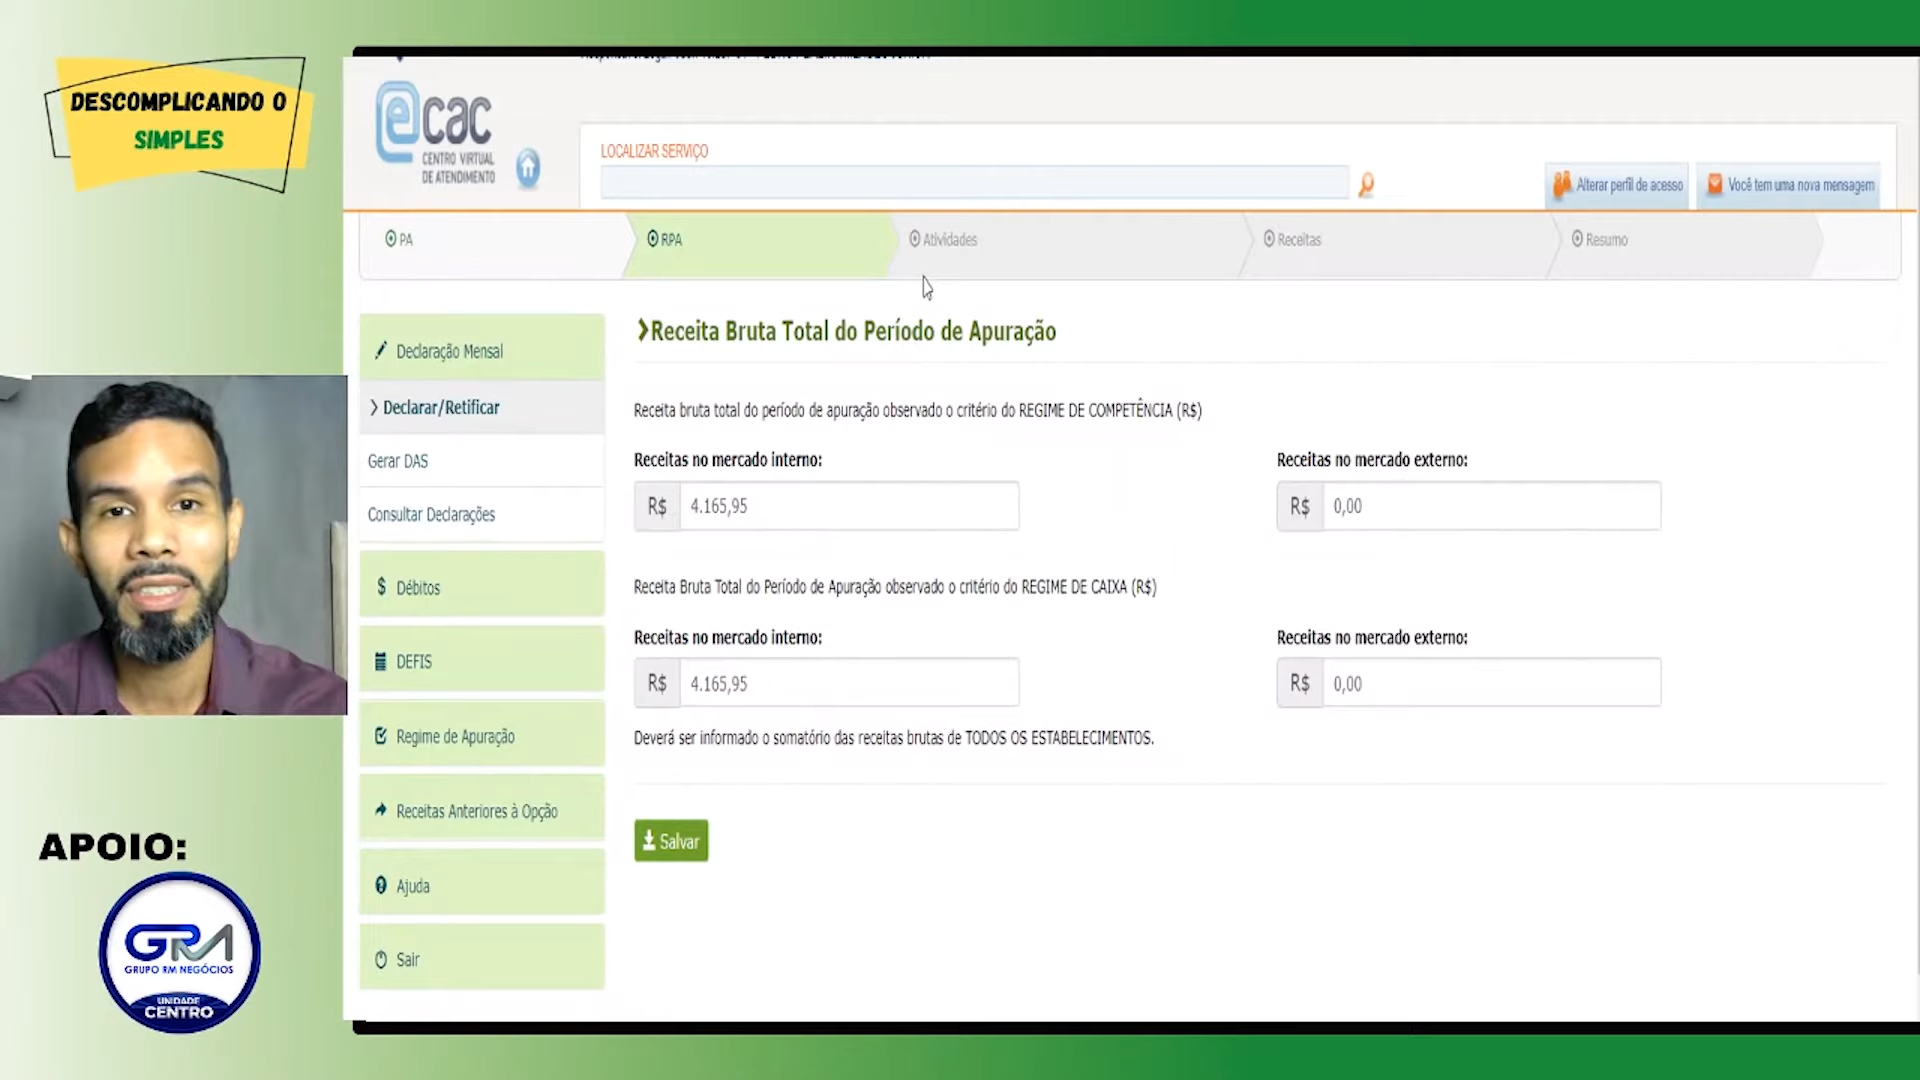 DESCOMPLICANDO O
SIMPLES
ecac
CENTRO VIRTUAL
DE ATENDIMENTO
LOCALIZAR SERVIÇO
Alterar perfil de acesso
Você tem uma nova mensagem
PA
RPA
Atividades
Receitas
Resumo
Declaração Mensal
Declarar/Retificar
Gerar DAS
Consultar Declarações
Débitos
DEFIS
Regime de Apuração
Receitas Anteriores à Opção
Ajuda
Sair
Receita Bruta Total do Período de Apuração
Receita bruta total do período de apuração observado o critério do REGIME DE COMPETÊNCIA (R$)
Receitas no mercado interno:
Receitas no mercado externo:
R$ 4.165,95
R$ 0,00
Receita Bruta Total do Período de Apuração observado o critério do REGIME DE CAIXA (R$)
Receitas no mercado interno:
Receitas no mercado externo:
R$ 4.165,95
R$ 0,00
Deverá ser informado o somatório das receitas brutas de TODOS OS ESTABELECIMENTOS.
Salvar
APOIO:
GRM
GRUPO RM NEGÓCIOS
UNIDADE
CENTRO